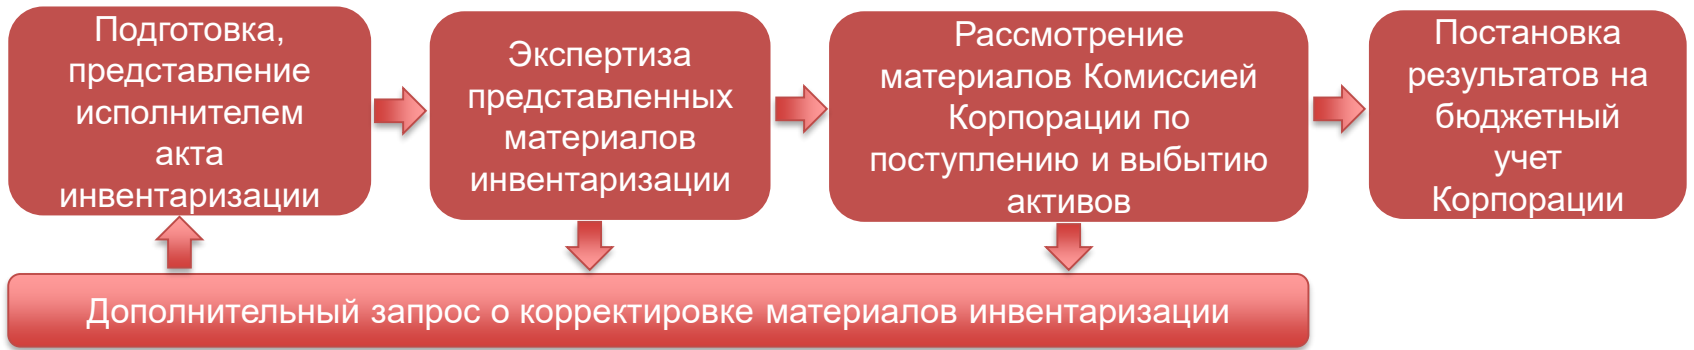 Подготовка,
представление
исполнителем
акта
инвентаризации
Экспертиза
представленных
материалов
инвентаризации
Рассмотрение
материалов Комиссией
Корпорации по
поступлению и выбытию
активов
Постановка
результатов на
бюджетный
учет
Корпорации
Дополнительный запрос о корректировке материалов инвентаризации